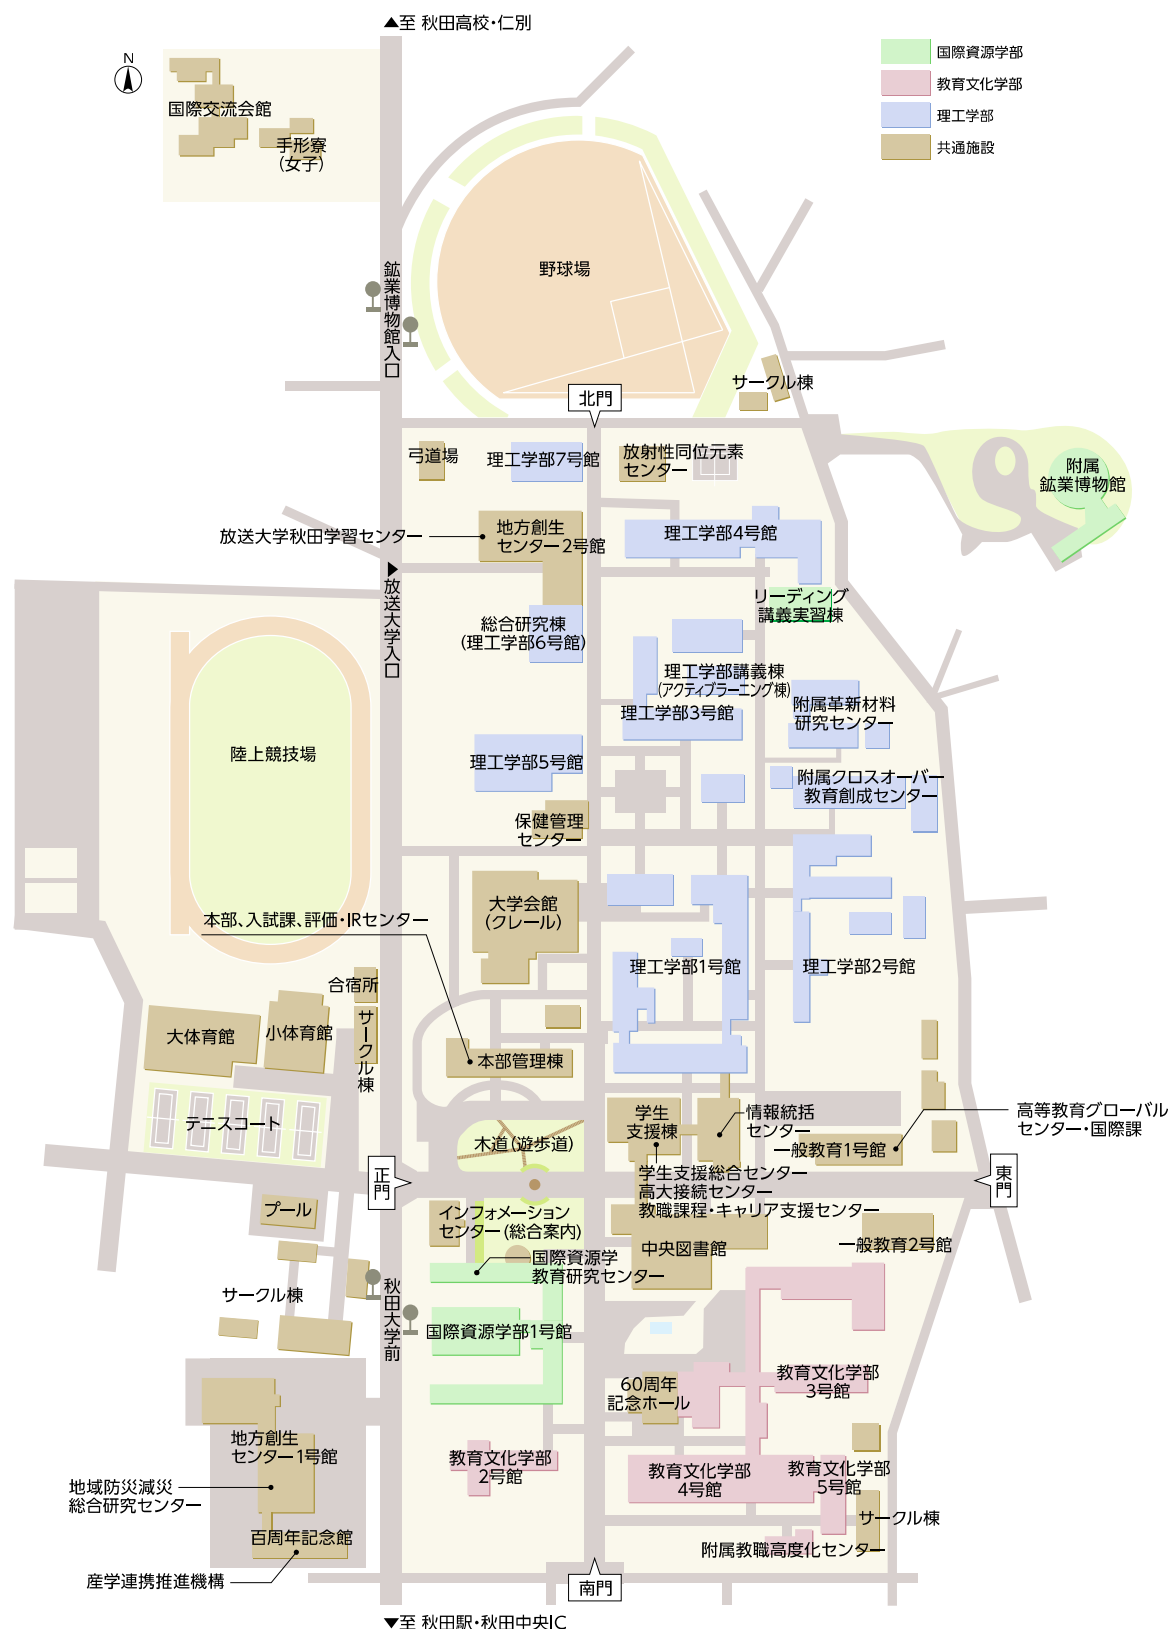 ▲至 秋田高校・仁別
N
国際資源学部
教育文化学部
理工学部
共通施設
国際交流会館
手形寮
(女子)
鉱業博物館入口
野球場
サークル棟
北門
弓道場
理工学部7号館
放射性同位元素
センター
附属
鉱業博物館
放送大学秋田学習センター
地方創生
センター2号館
理工学部4号館
▶放送大学入口
リーディング
講義実習棟
総合研究棟
(理工学部6号館)
理工学部講義棟
(アクティブラーニング棟)
理工学部3号館
附属革新材料
研究センター
陸上競技場
理工学部5号館
附属クロスオーバー
教育創成センター
保健管理
センター
大学会館
(クレール)
本部、入試課、評価・IRセンター
理工学部1号館
理工学部2号館
合宿所
サークル棟
大体育館
小体育館
本部管理棟
テニスコート
木道(遊歩道)
学生
支援棟
情報統括
センター
高等教育グローバル
センター・国際課
一般教育1号館
正門
東門
学生支援総合センター
高大接続センター
教職課程・キャリア支援センター
プール
インフォメーション
センター(総合案内)
中央図書館
一般教育2号館
国際資源学
教育研究センター
サークル棟
秋田大学前
国際資源学部1号館
60周年
記念ホール
教育文化学部
3号館
地方創生
センター1号館
教育文化学部
2号館
教育文化学部
4号館
教育文化学部
5号館
地域防災減災
総合研究センター
サークル棟
百周年記念館
附属教職高度化センター
産学連携推進機構
南門
▼至 秋田駅・秋田中央IC